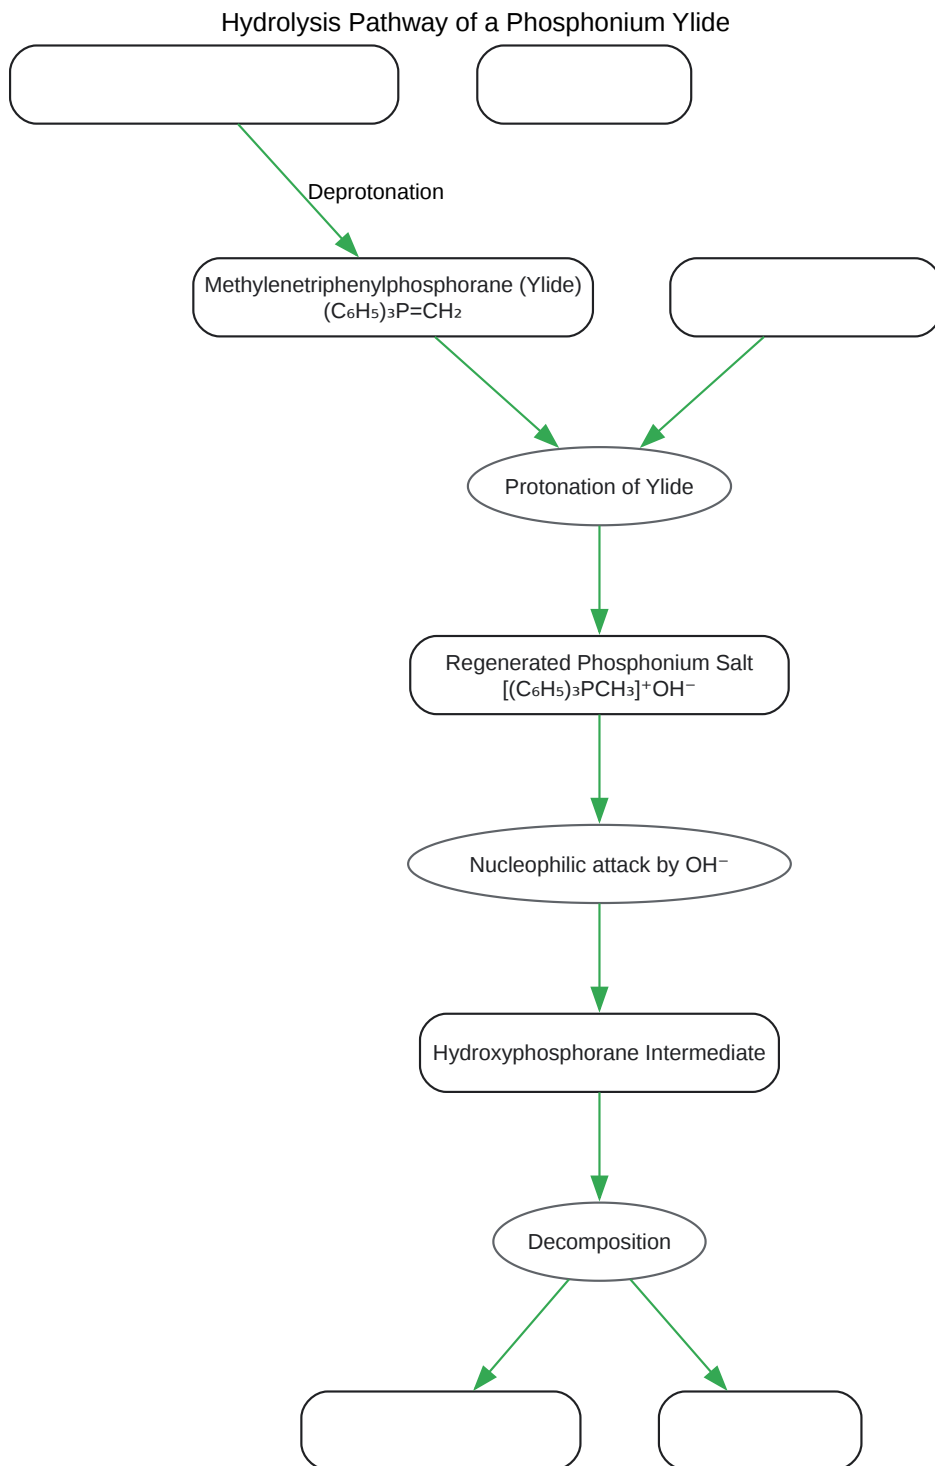 Hydrolysis Pathway of a Phosphonium Ylide
Deprotonation
Methylenetriphenylphosphorane (Ylide)
(C₆H₅)₃P=CH₂
Protonation of Ylide
Regenerated Phosphonium Salt
[(C₆H₅)₃PCH₃]⁺OH⁻
Nucleophilic attack by OH⁻
Hydroxyphosphorane Intermediate
Decomposition